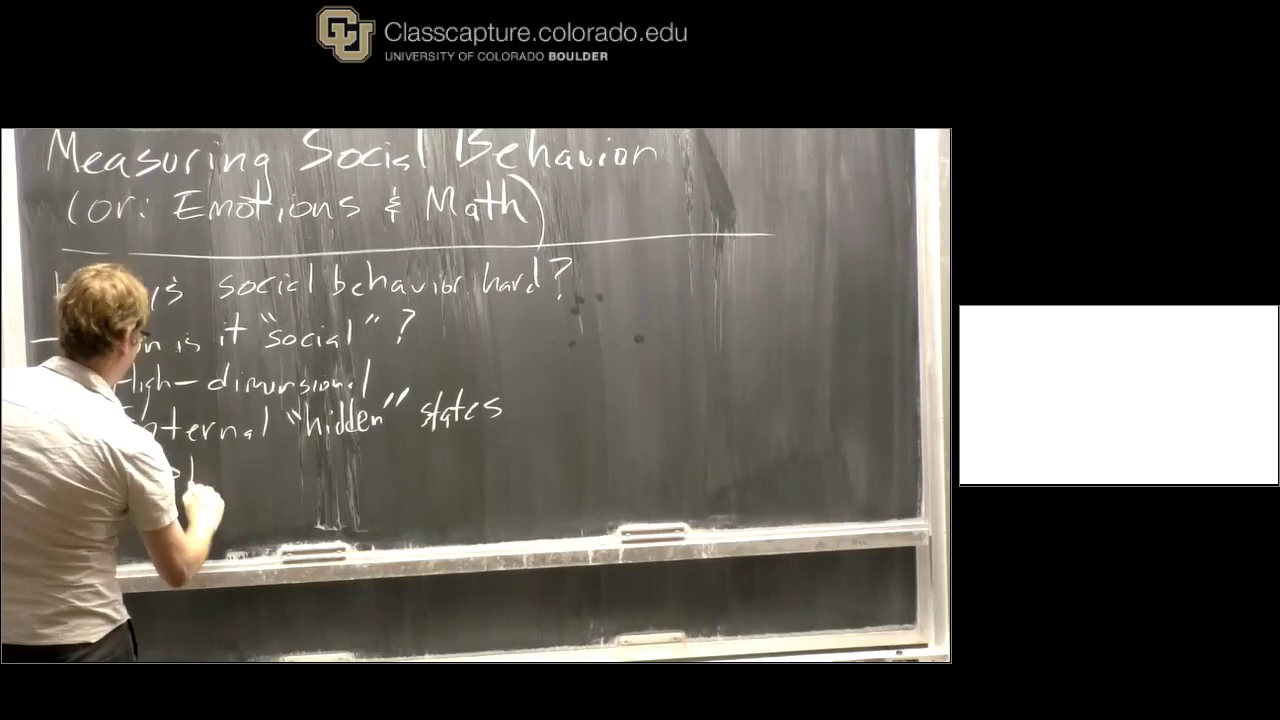 CU Classcapture.colorado.edu
UNIVERSITY OF COLORADO BOULDER
Measuring Social Behavior
(or: Emotions & Math)
is social behavior hard?
is it "social"?
High-dimensional
Internal "hidden" states